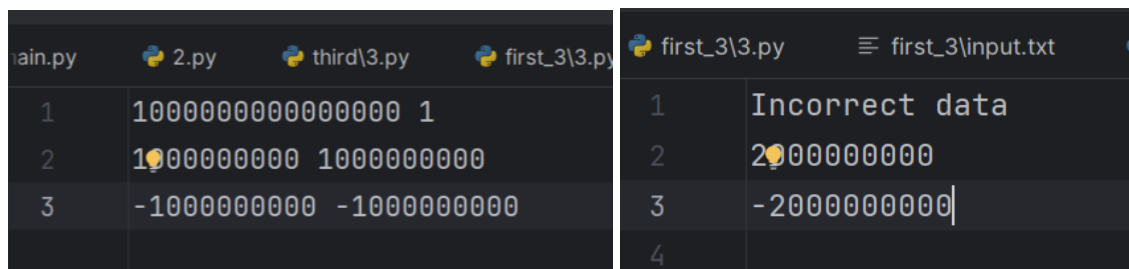 ain.py 2.py third\3.py first_3\3.py
1 1000000000000000 1
2 1000000000 1000000000
3 -1000000000 -1000000000
first_3\3.py first_3\input.txt
1 Incorrect data
2 2000000000
3 -2000000000
4